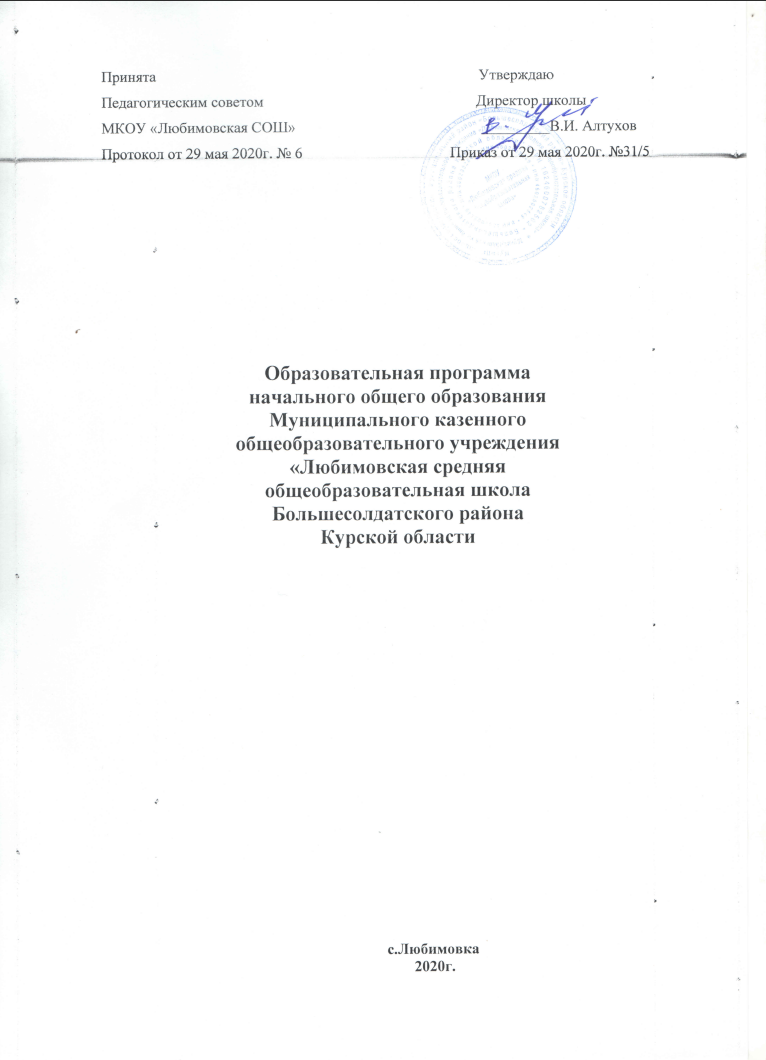 Принята Утверждаю
Педагогическим советом Директор школы
МКОУ «Любимовская СОШ» В.И. Алтухов
Протокол от 29 мая 2020г. № 6 Приказ от 29 мая 2020г. №31/5
Образовательная программа
начального общего образования
Муниципального казенного
общеобразовательного учреждения
«Любимовская средняя
общеобразовательная школа
Большесолдатского района
Курской области
с.Любимовка
2020г.